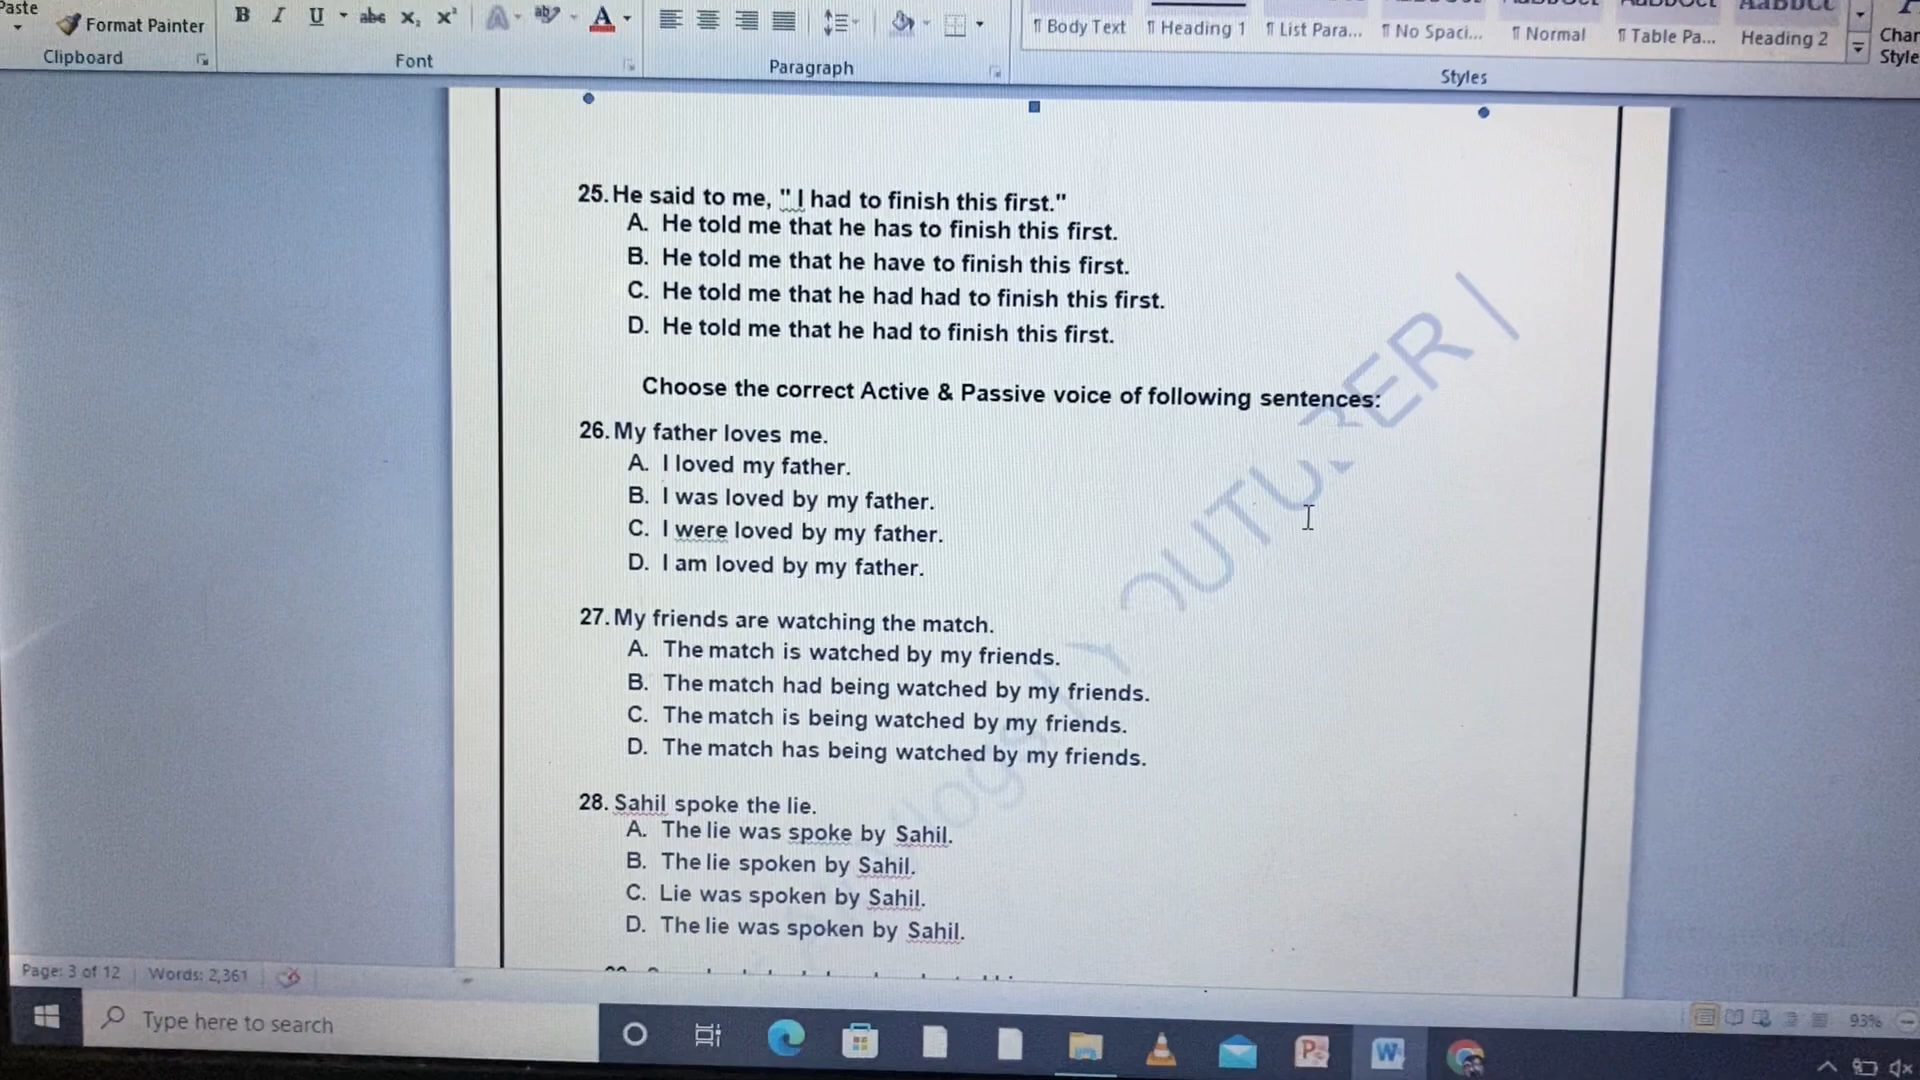 Paste
Format Painter
Clipboard
B I U abc X₂ X²
Font
Paragraph
¶ Body Text ¶ Heading 1 ¶ List Para... ¶ No Spaci... ¶ Normal ¶ Table Pa... Heading 2
Styles
25. He said to me, " I had to finish this first."
A. He told me that he has to finish this first.
B. He told me that he have to finish this first.
C. He told me that he had had to finish this first.
D. He told me that he had to finish this first.
Choose the correct Active & Passive voice of following sentences:
26. My father loves me.
A. I loved my father.
B. I was loved by my father.
C. I were loved by my father.
D. I am loved by my father.
27. My friends are watching the match.
A. The match is watched by my friends.
B. The match had being watched by my friends.
C. The match is being watched by my friends.
D. The match has being watched by my friends.
28. Sahil spoke the lie.
A. The lie was spoke by Sahil.
B. The lie spoken by Sahil.
C. Lie was spoken by Sahil.
D. The lie was spoken by Sahil.
Page: 3 of 12 Words: 2,361
93%
Type here to search